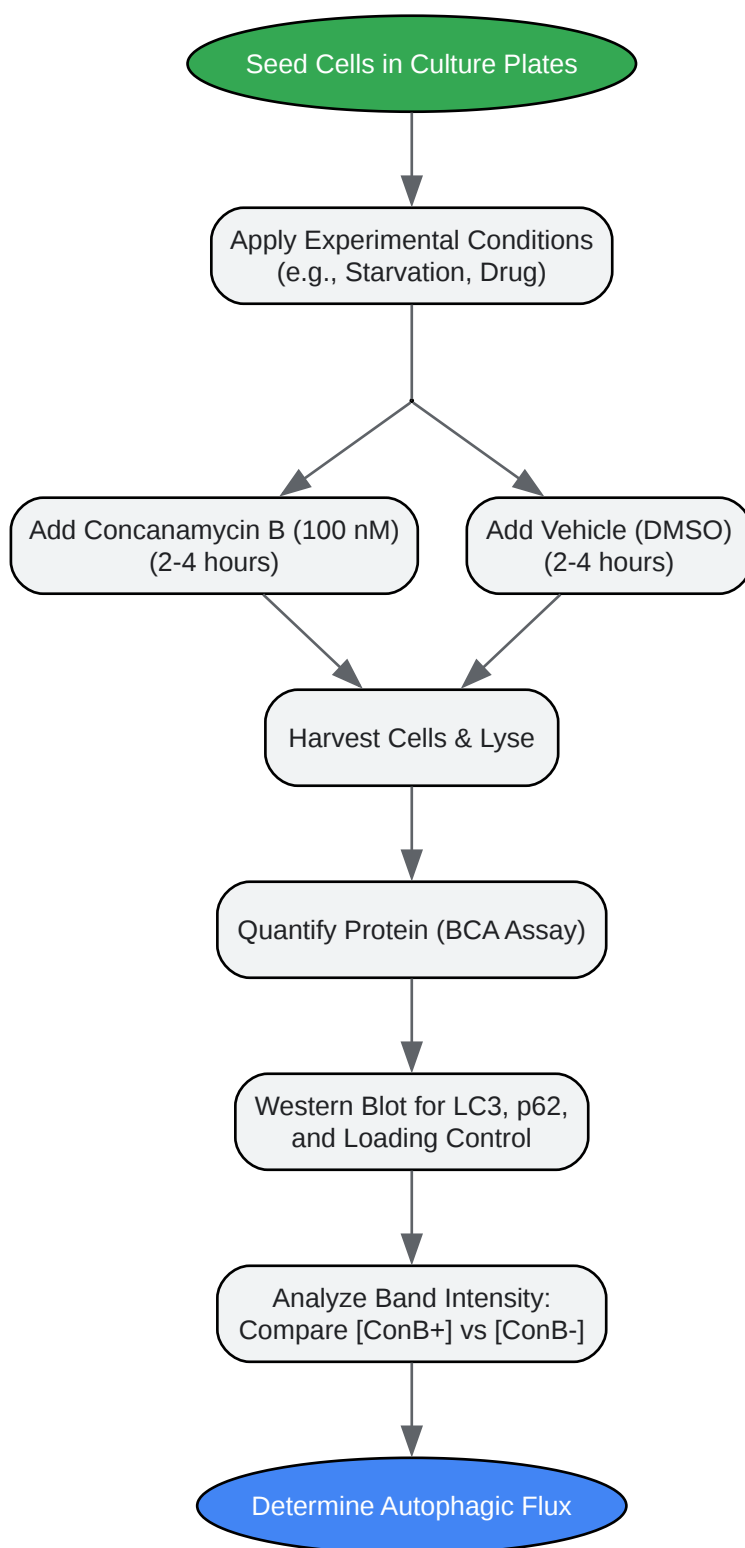 Seed Cells in Culture Plates
Apply Experimental Conditions
(e.g., Starvation, Drug)
Add Concanamycin B (100 nM)
(2-4 hours)
Add Vehicle (DMSO)
(2-4 hours)
Harvest Cells & Lyse
Quantify Protein (BCA Assay)
Western Blot for LC3, p62,
and Loading Control
Analyze Band Intensity:
Compare [ConB+] vs [ConB-]
Determine Autophagic Flux